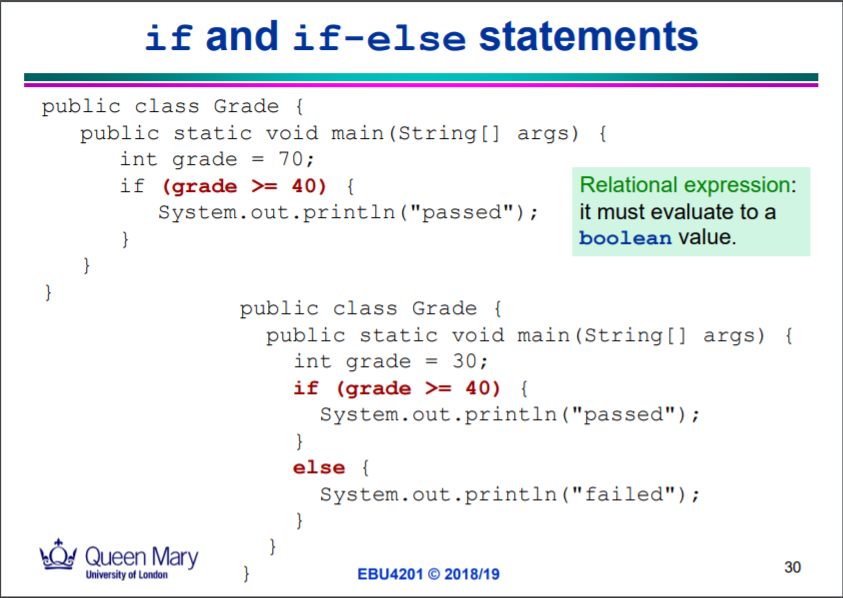 if and if-else statements
public class Grade {
public static void main(String[] args) {
int grade = 70;
if (grade >= 40) {
System.out.println("passed");
}
}
}
Relational expression:
it must evaluate to a
boolean value.
public class Grade {
public static void main(String[] args) {
int grade = 30;
if (grade >= 40) {
System.out.println("passed");
}
else {
System.out.println("failed");
}
}
}
Queen Mary
University of London
EBU4201 © 2018/19
30